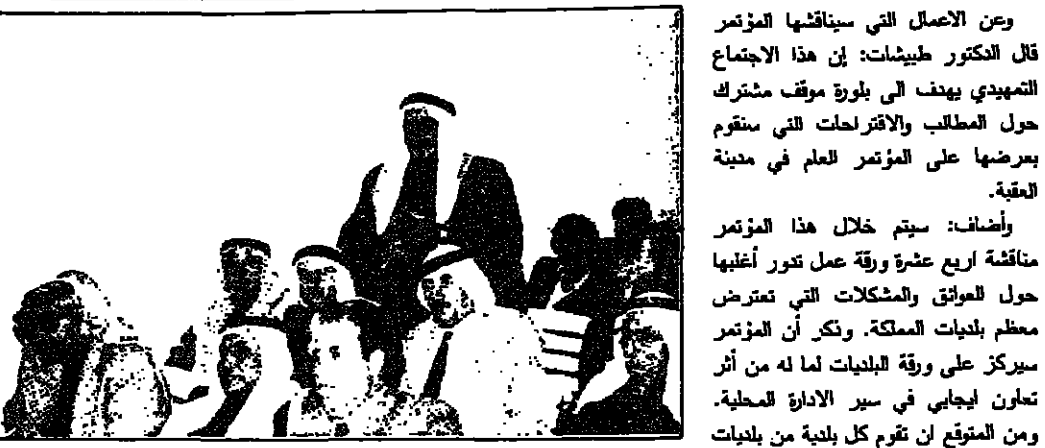 وعن الاعمال التي سيناقشها المؤتمر
قال الدكتور طبيشات: إن هذا الاجتماع
التمهيدي يهدف الى بلورة موقف مشترك
حول المطالب والاقتراحات التي سنقوم
بعرضها على المؤتمر العام في مدينة
العقبة.
وأضاف: سيتم خلال هذا المؤتمر
مناقشة اربع عشرة ورقة عمل تدور أغلبها
حول العوائق والمشكلات التي تعترض
معظم بلديات المملكة. وذكر أن المؤتمر
سيركز على ورقة البلديات لما له من أثر
تعاون ايجابي في سير الادارة المحلية.
ومن المتوقع ان تقوم كل بلدية من بلديات